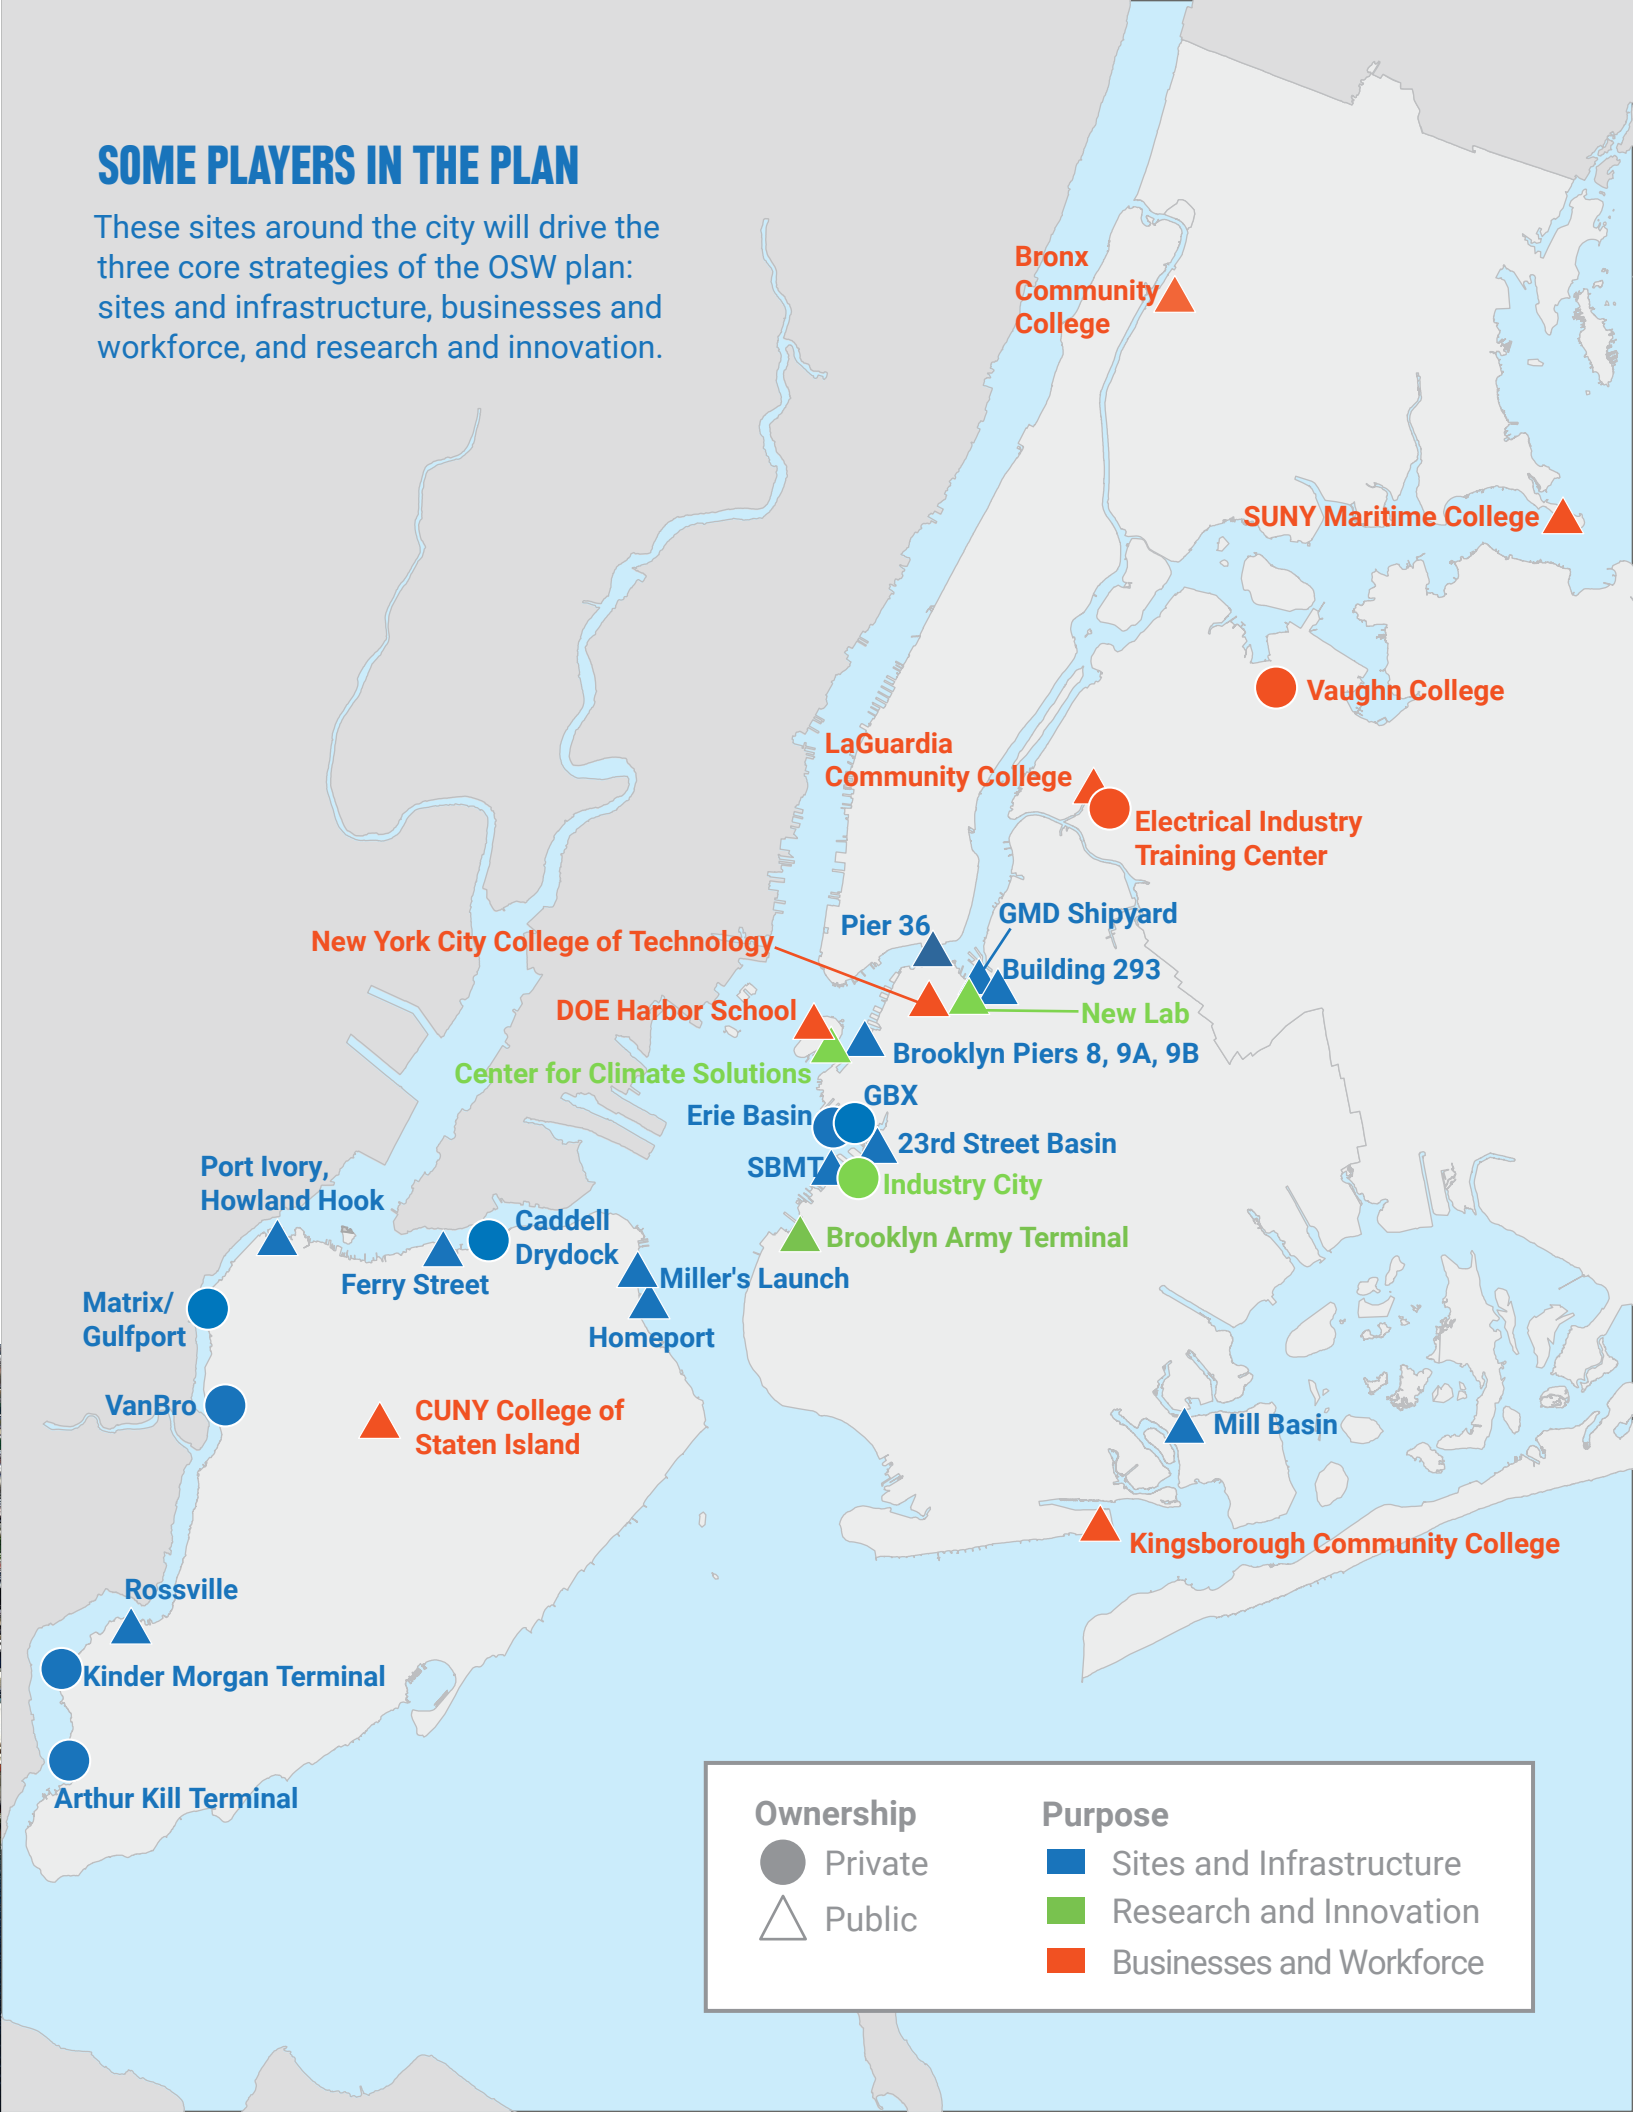 SOME PLAYERS IN THE PLAN
These sites around the city will drive the
three core strategies of the OSW plan:
sites and infrastructure, businesses and
workforce, and research and innovation.
Bronx
Community
College
SUNY Maritime College
Vaughn College
LaGuardia
Community College
Electrical Industry
Training Center
GMD Shipyard
Pier 36
New York City College of Technology
Building 293
DOE Harbor School
New Lab
Brooklyn Piers 8, 9A, 9B
Center for Climate Solutions
GBX
Erie Basin
23rd Street Basin
SBMT
Industry City
Port Ivory,
Howland Hook
Caddell
Drydock
Brooklyn Army Terminal
Ferry Street
Miller's Launch
Matrix/
Gulfport
Homeport
VanBro
CUNY College of
Staten Island
Mill Basin
Kingsborough Community College
Rossville
Kinder Morgan Terminal
Arthur Kill Terminal
Ownership
Private
Public
Purpose
Sites and Infrastructure
Research and Innovation
Businesses and Workforce